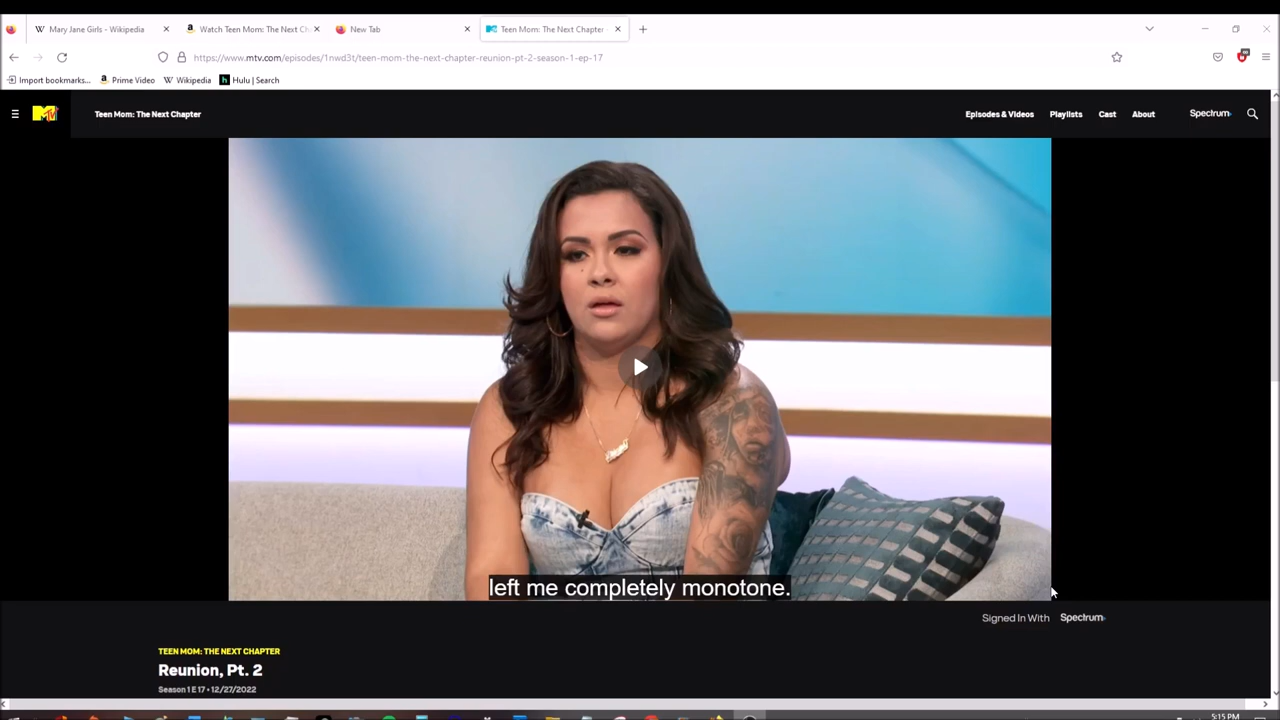 Mary Jane Girls - Wikipedia
Watch Teen Mom: The Next Ch
New Tab
Teen Mom: The Next Chapter -
https://www.mtv.com/episodes/1nwd3t/teen-mom-the-next-chapter-reunion-pt-2-season-1-ep-17
Import bookmarks...
Prime Video
Wikipedia
Hulu | Search
MTV
Teen Mom: The Next Chapter
Episodes & Videos
Playlists
Cast
About
Spectrum
left me completely monotone.
Signed In With Spectrum
TEEN MOM: THE NEXT CHAPTER
Reunion, Pt. 2
Season 1 E 17 • 12/27/2022
5:15 PM